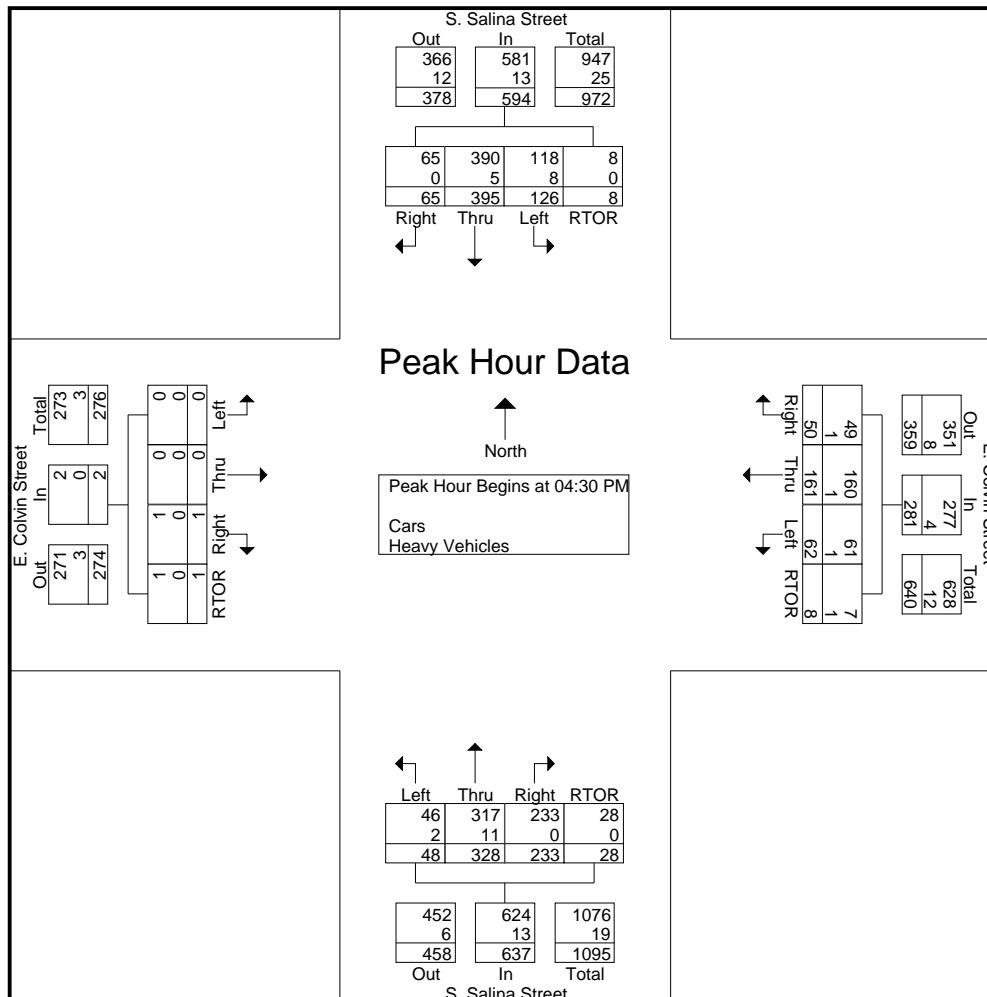 S. Salina Street
Out In Total
366 581 947
12 13 25
378 594 972
65 390 118 8
0 5 8 0
65 395 126 8
Right Thru Left RTOR
Peak Hour Data
North
Peak Hour Begins at 04:30 PM
Cars
Heavy Vehicles
E. Colvin Street
Out In Total
271 2 273
3 0 3
274 2 276
1 1 0 0
0 0 0 0
1 1 0 0
RTOR Right Thru Left
E. Colvin Street
Out In Total
351 277 628
8 4 12
359 281 640
49 160 61 7
1 1 1 1
50 161 62 8
Right Thru Left RTOR
Left Thru Right RTOR
46 317 233 28
2 11 0 0
48 328 233 28
452 624 1076
6 13 19
458 637 1095
Out In Total
S. Salina Street